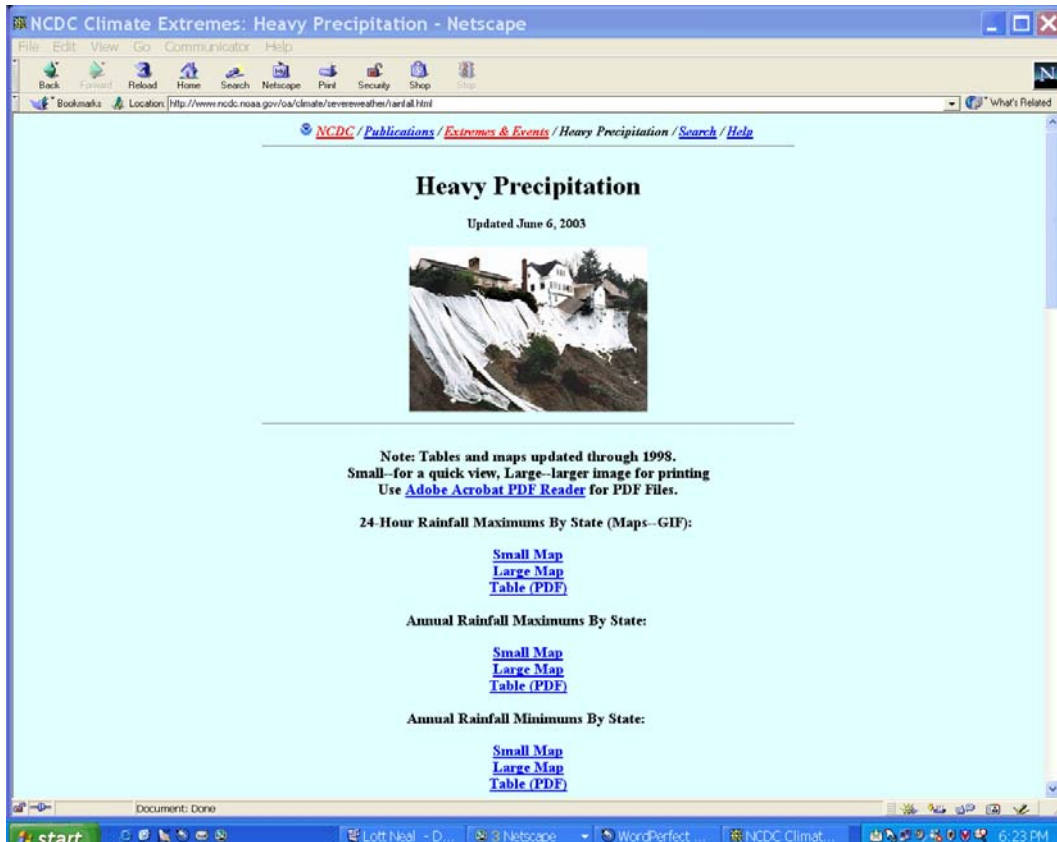 NCDC Climate Extremes: Heavy Precipitation - Netscape
File Edit View Go Communicator Help
Back Forward Reload Home Search Netscape Print Security Shop Stop
N
Bookmarks Location: http://www.ncdc.noaa.gov/oa/climate/severeweather/rainfall.html What's Related
NCDC / Publications / Extremes & Events / Heavy Precipitation / Search / Help
Heavy Precipitation
Updated June 6, 2003
Note: Tables and maps updated through 1998.
Small--for a quick view, Large--larger image for printing
Use Adobe Acrobat PDF Reader for PDF Files.
24-Hour Rainfall Maximums By State (Maps--GIF):
Small Map
Large Map
Table (PDF)
Annual Rainfall Maximums By State:
Small Map
Large Map
Table (PDF)
Annual Rainfall Minimums By State:
Small Map
Large Map
Table (PDF)
Document: Done
start Lott Neal - D... 3 Netscape WordPerfect ... NCDC Climat... 6:23 PM